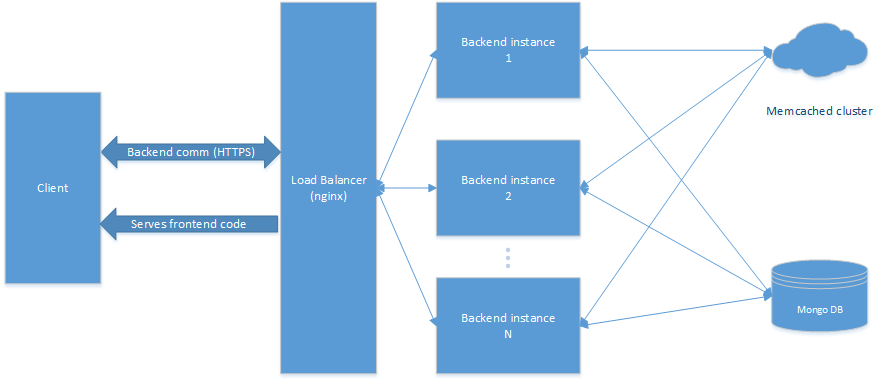 Client
Backend comm (HTTPS)
Serves frontend code
Load Balancer
(nginx)
Backend instance
1
Backend instance
2
Backend instance
N
Memcached cluster
Mongo DB